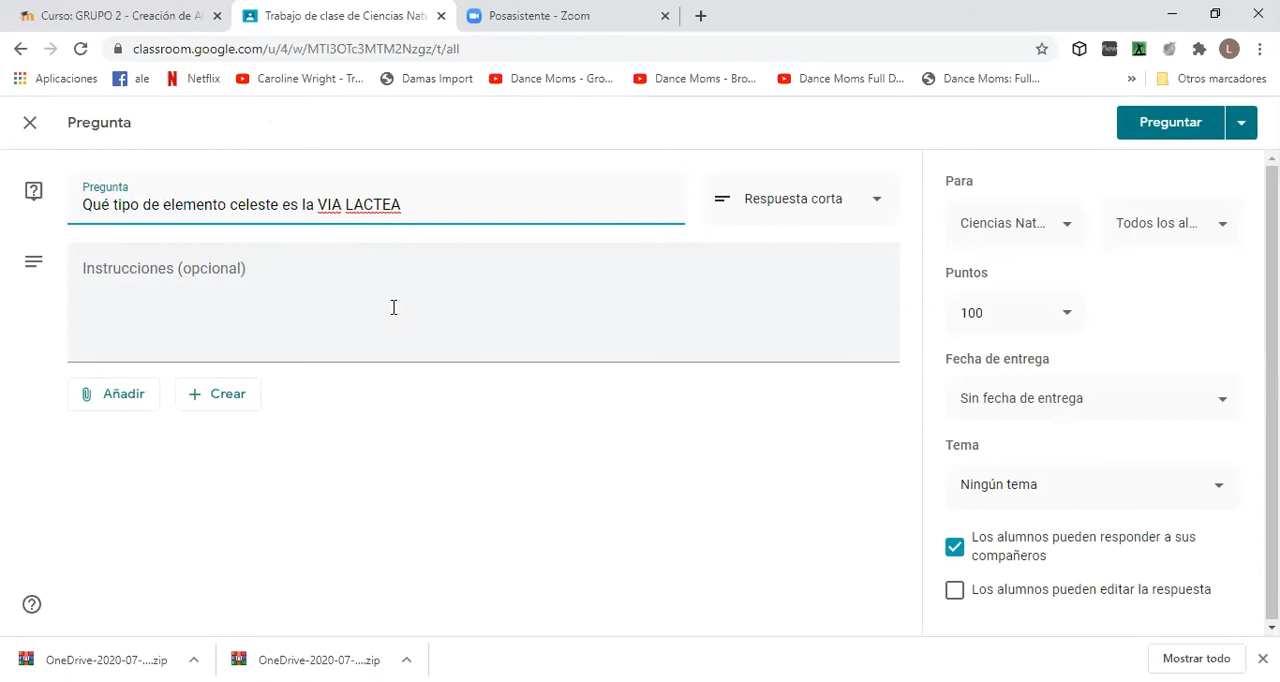 Curso: GRUPO 2 - Creación de A
Trabajo de clase de Ciencias Natu
Posasistente - Zoom
classroom.google.com/u/4/w/MTI3OTc3MTM2Nzgz/t/all
Aplicaciones
ale
Netflix
Caroline Wright - Tr...
Damas Import
Dance Moms - Gro...
Dance Moms - Bro...
Dance Moms Full D...
Dance Moms: Full...
»
Otros marcadores
L
Pregunta
Preguntar
Pregunta
Qué tipo de elemento celeste es la VIA LACTEA
Respuesta corta
Instrucciones (opcional)
Añadir
Crear
Para
Ciencias Nat...
Todos los al...
Puntos
100
Fecha de entrega
Sin fecha de entrega
Tema
Ningún tema
Los alumnos pueden responder a sus
compañeros
Los alumnos pueden editar la respuesta
OneDrive-2020-07-....zip
OneDrive-2020-07-....zip
Mostrar todo